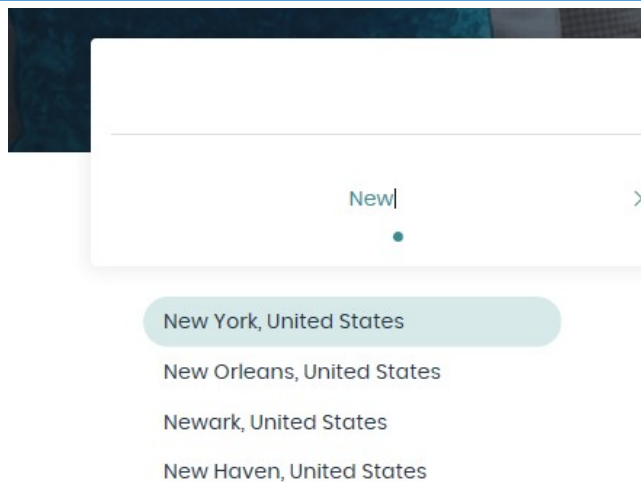 New
New York, United States
New Orleans, United States
Newark, United States
New Haven, United States